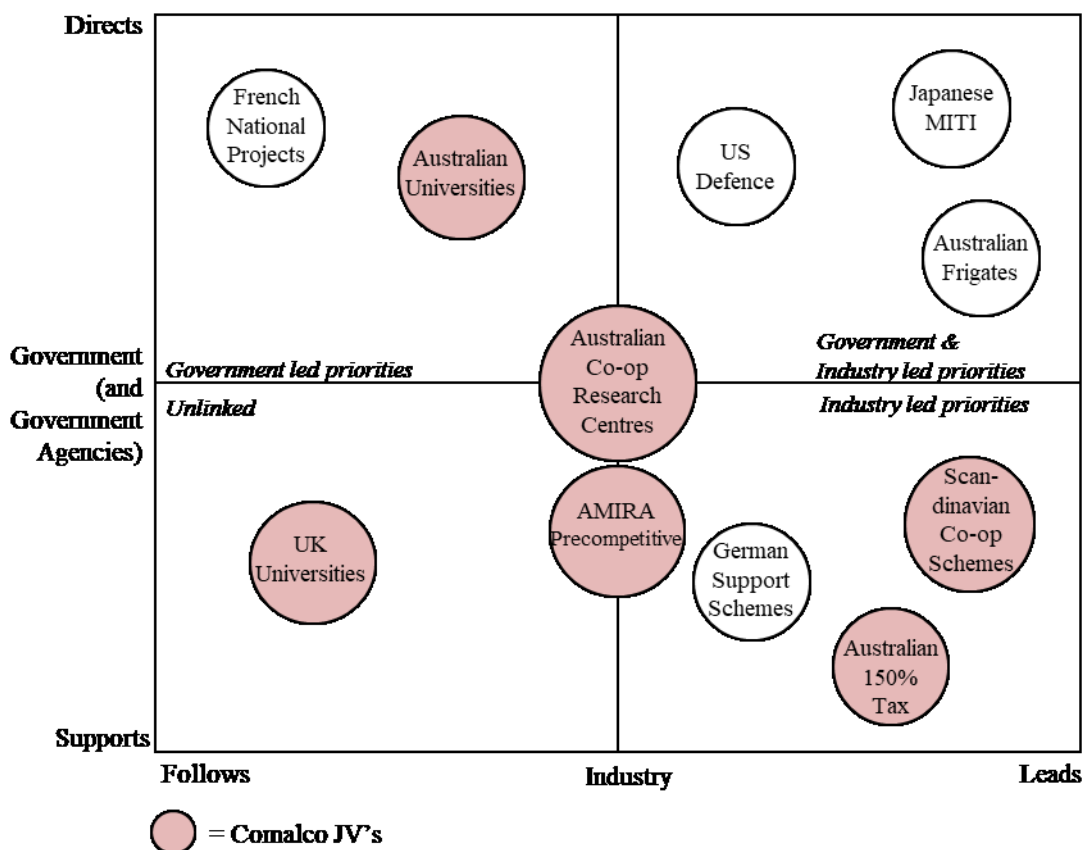 Directs
French
National
Projects
Australian
Universities
US
Defence
Japanese
MITI
Australian
Frigates
Government
(and
Government
Agencies)
Government led priorities
Government &
Industry led priorities
Australian
Co-op
Research
Centres
Unlinked
Industry led priorities
UK
Universities
AMIRA
Precompetitive
German
Support
Schemes
Scan-
dinavian
Co-op
Schemes
Australian
150%
Tax
Supports
Follows
Industry
Leads
= Comalco JV's